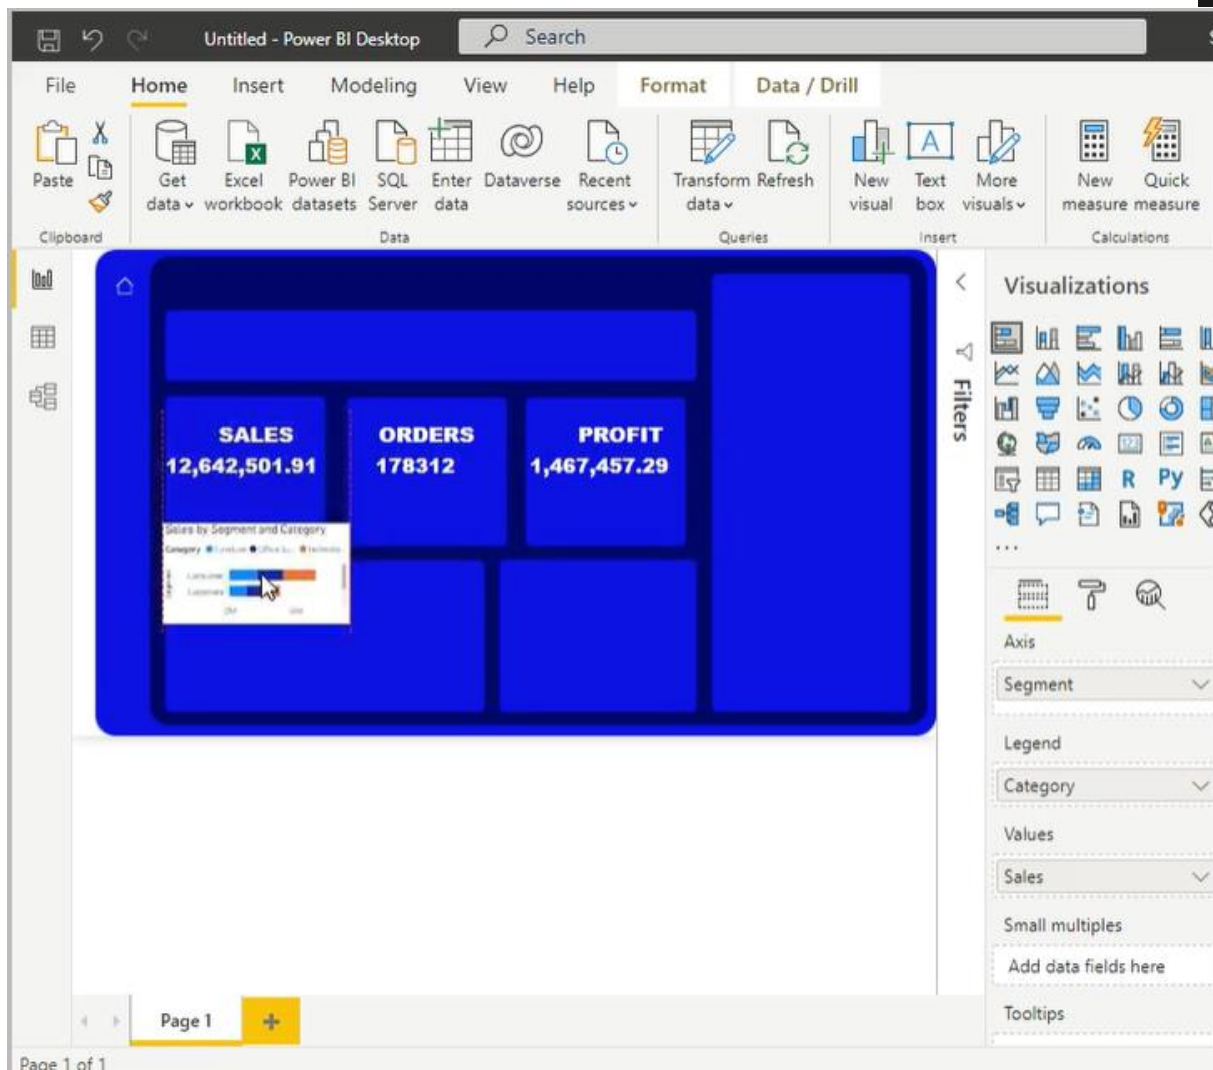 Untitled - Power BI Desktop
Search
File Home Insert Modeling View Help Format Data / Drill
Paste
Get data
Excel workbook
Power BI datasets
SQL Server
Enter data
Dataverse
Recent sources
Transform data
Refresh
New visual
Text box
More visuals
New measure
Quick measure
Clipboard
Data
Queries
Insert
Calculations
SALES
12,642,501.91
ORDERS
178312
PROFIT
1,467,457.29
Sales by Segment and Category
Category
Filters
Visualizations
R Py
...
Axis
Segment
Legend
Category
Values
Sales
Small multiples
Add data fields here
Tooltips
Page 1
Page 1 of 1